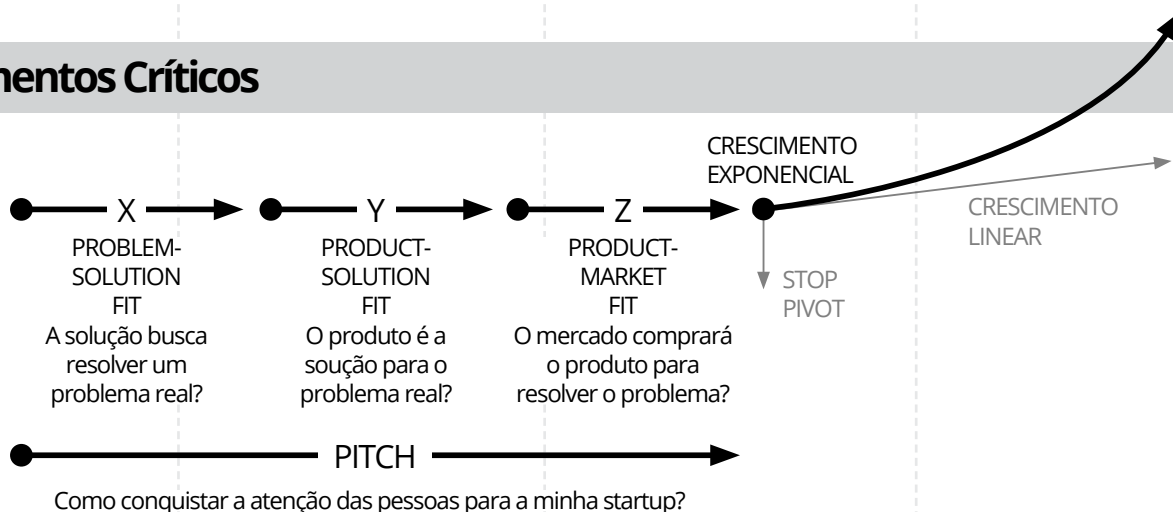 mentos Críticos
CRESCIMENTO
EXPONENCIAL
X
Y
Z
CRESCIMENTO
LINEAR
PROBLEM-
SOLUTION
FIT
A solução busca
resolver um
problema real?
PRODUCT-
SOLUTION
FIT
O produto é a
soução para o
problema real?
PRODUCT-
MARKET
FIT
O mercado comprará
o produto para
resolver o problema?
STOP
PIVOT
PITCH
Como conquistar a atenção das pessoas para a minha startup?